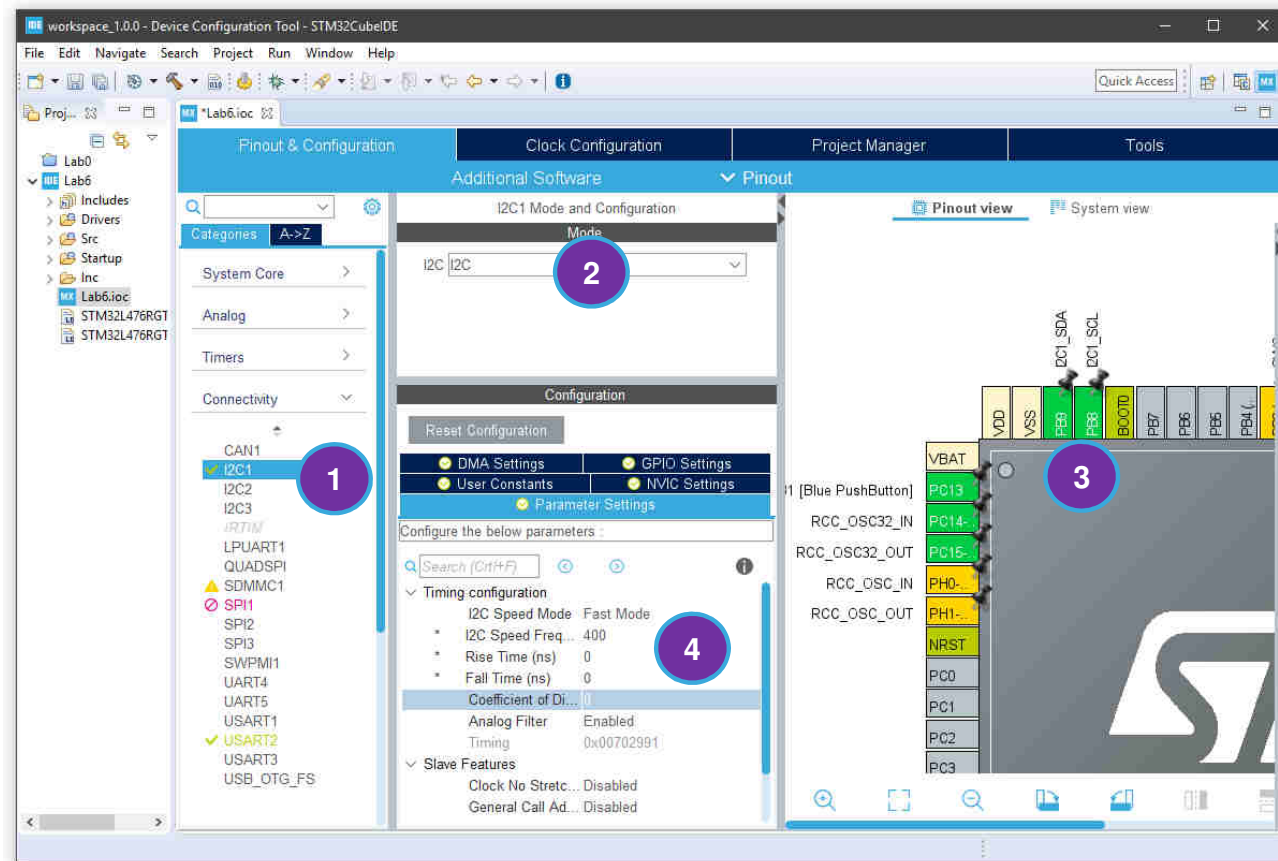 IDE workspace_1.0.0 - Device Configuration Tool - STM32CubeIDE
File Edit Navigate Search Project Run Window Help
Quick Access
MX
Proj...
MX *Lab6.ioc
Pinout & Configuration Clock Configuration Project Manager Tools
Additional Software Pinout
Lab0
IDE Lab6
Includes
Drivers
Src
Startup
Inc
MX Lab6.ioc
STM32L476RGT
STM32L476RGT
Categories A->Z
System Core
Analog
Timers
Connectivity
CAN1
I2C1
I2C2
I2C3
IRTIM
LPUART1
QUADSPI
SDMMC1
SPI1
SPI2
SPI3
SWPMI1
UART4
UART5
USART1
USART2
USART3
USB_OTG_FS
1
I2C1 Mode and Configuration
Mode
I2C I2C
2
Configuration
Reset Configuration
DMA Settings GPIO Settings
User Constants NVIC Settings
Parameter Settings
Configure the below parameters :
Search (Crtl+F)
Timing configuration
I2C Speed Mode Fast Mode
* I2C Speed Freq... 400
* Rise Time (ns) 0
* Fall Time (ns) 0
Coefficient of Di... 0
Analog Filter Enabled
Timing 0x00702991
Slave Features
Clock No Stretc... Disabled
General Call Ad... Disabled
4
Pinout view System view
I2C1_SDA
I2C1_SCL
VDD
VSS
PB9
PB8
BOOT0
PB7
PB6
PB5
PB4 (...
3
VBAT
1 [Blue PushButton] PC13
RCC_OSC32_IN PC14-...
RCC_OSC32_OUT PC15-...
RCC_OSC_IN PH0-...
RCC_OSC_OUT PH1-...
NRST
PC0
PC1
PC2
PC3